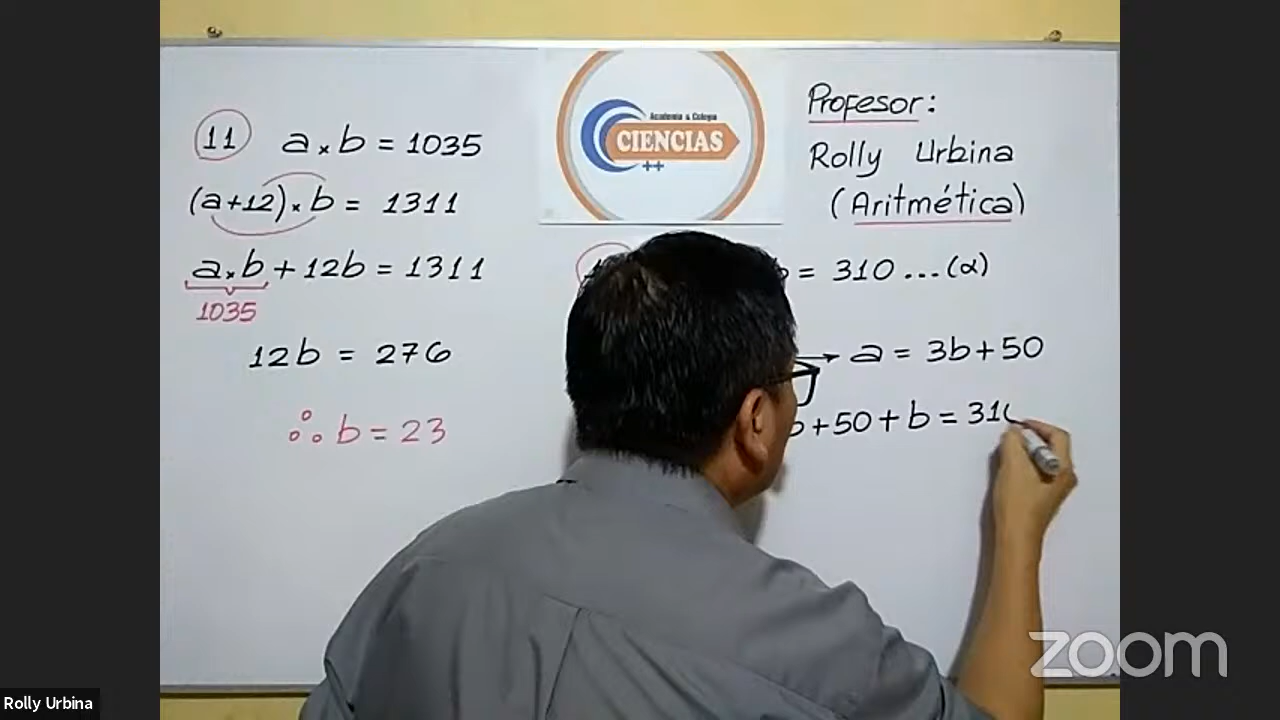 11 a × b = 1035
(a+12) × b = 1311
a × b + 12b = 1311
1035
12b = 276
∴ b = 23
Academia & Colegio
CIENCIAS
++
Profesor:
Rolly Urbina
(Aritmética)
= 310 ... (α)
→ a = 3b+50
b+50+b = 310
zoom
Rolly Urbina